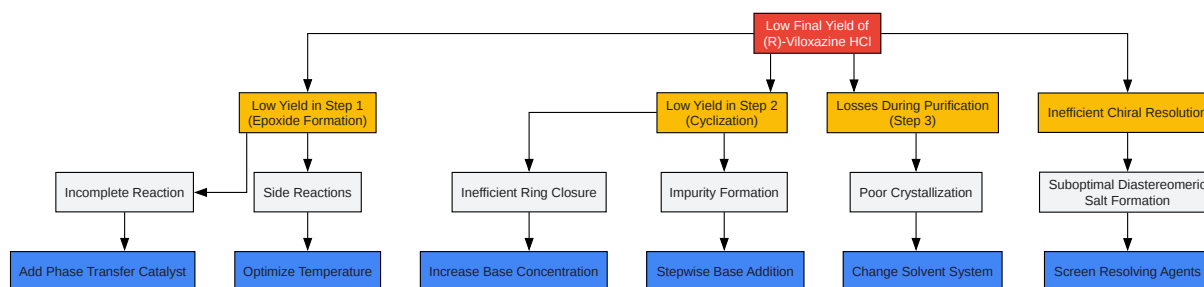 Low Final Yield of
(R)-Viloxazine HCl
Low Yield in Step 1
(Epoxide Formation)
Low Yield in Step 2
(Cyclization)
Losses During Purification
(Step 3)
Inefficient Chiral Resolution
Incomplete Reaction
Side Reactions
Inefficient Ring Closure
Impurity Formation
Poor Crystallization
Suboptimal Diastereomeric
Salt Formation
Add Phase Transfer Catalyst
Optimize Temperature
Increase Base Concentration
Stepwise Base Addition
Change Solvent System
Screen Resolving Agents